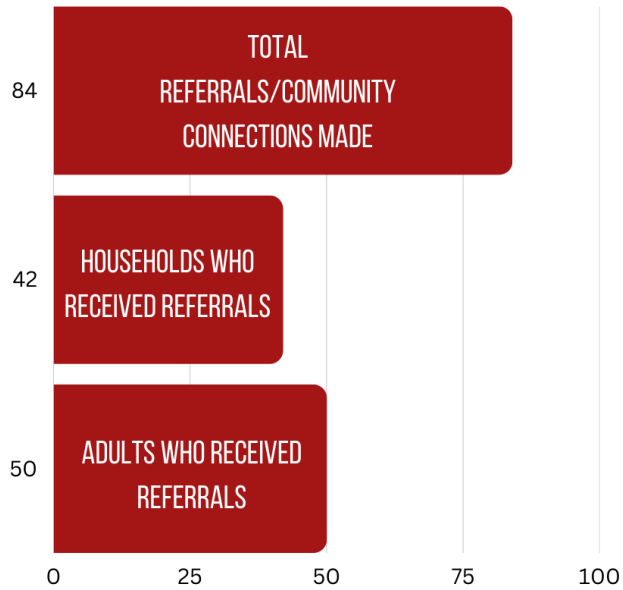 TOTAL
REFERRALS/COMMUNITY
CONNECTIONS MADE
84
HOUSEHOLDS WHO
RECEIVED REFERRALS
42
ADULTS WHO RECEIVED
REFERRALS
50
0 25 50 75 100